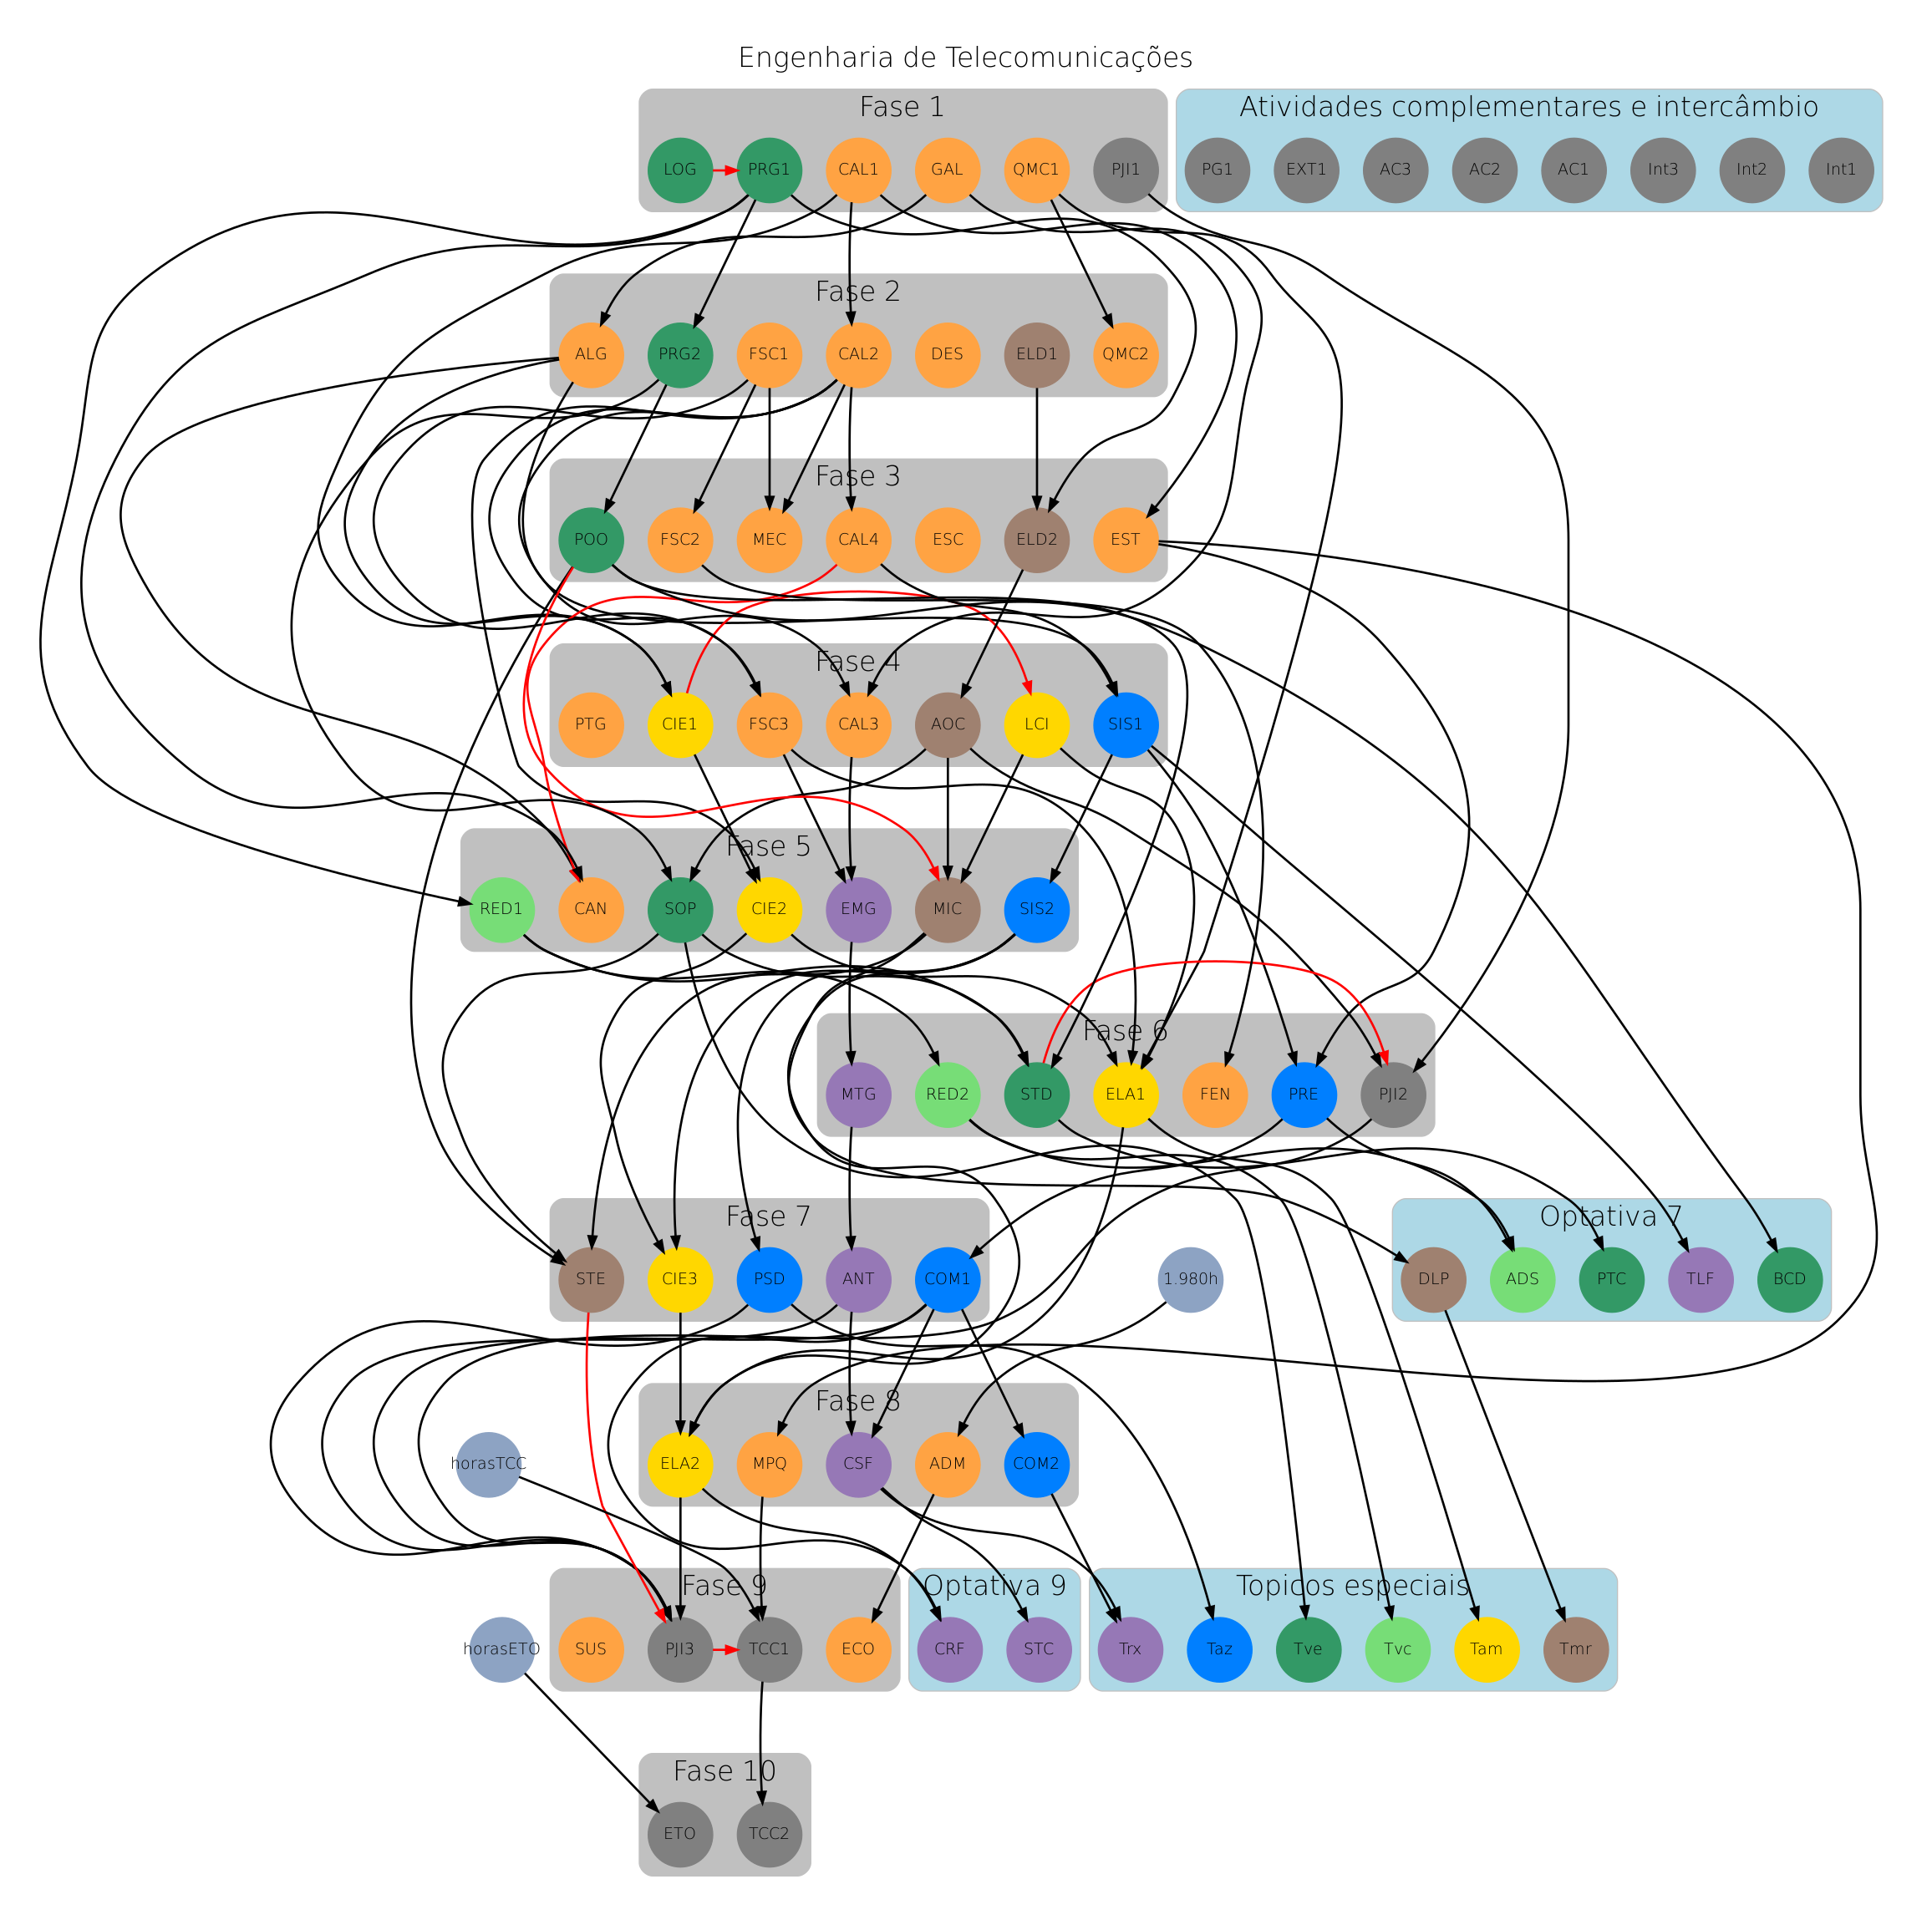 Engenharia de Telecomunicações
Fase 1
Atividades complementares e intercâmbio
LOG PRG1 CAL1 GAL QMC1 PJI1 PG1 EXT1 AC3 AC2 AC1 Int3 Int2 Int1
Fase 2
ALG PRG2 FSC1 CAL2 DES ELD1 QMC2
Fase 3
POO FSC2 MEC CAL4 ESC ELD2 EST
Fase 4
PTG CIE1 FSC3 CAL3 AOC LCI SIS1
Fase 5
RED1 CAN SOP CIE2 EMG MIC SIS2
Fase 6
MTG RED2 STD ELA1 FEN PRE PJI2
Fase 7
Optativa 7
STE CIE3 PSD ANT COM1 1.980h DLP ADS PTC TLF BCD
Fase 8
horasTCC ELA2 MPQ CSF ADM COM2
Fase 9
Optativa 9
Topicos especiais
horasETO SUS PJI3 TCC1 ECO CRF STC Trx Taz Tve Tvc Tam Tmr
Fase 10
ETO TCC2